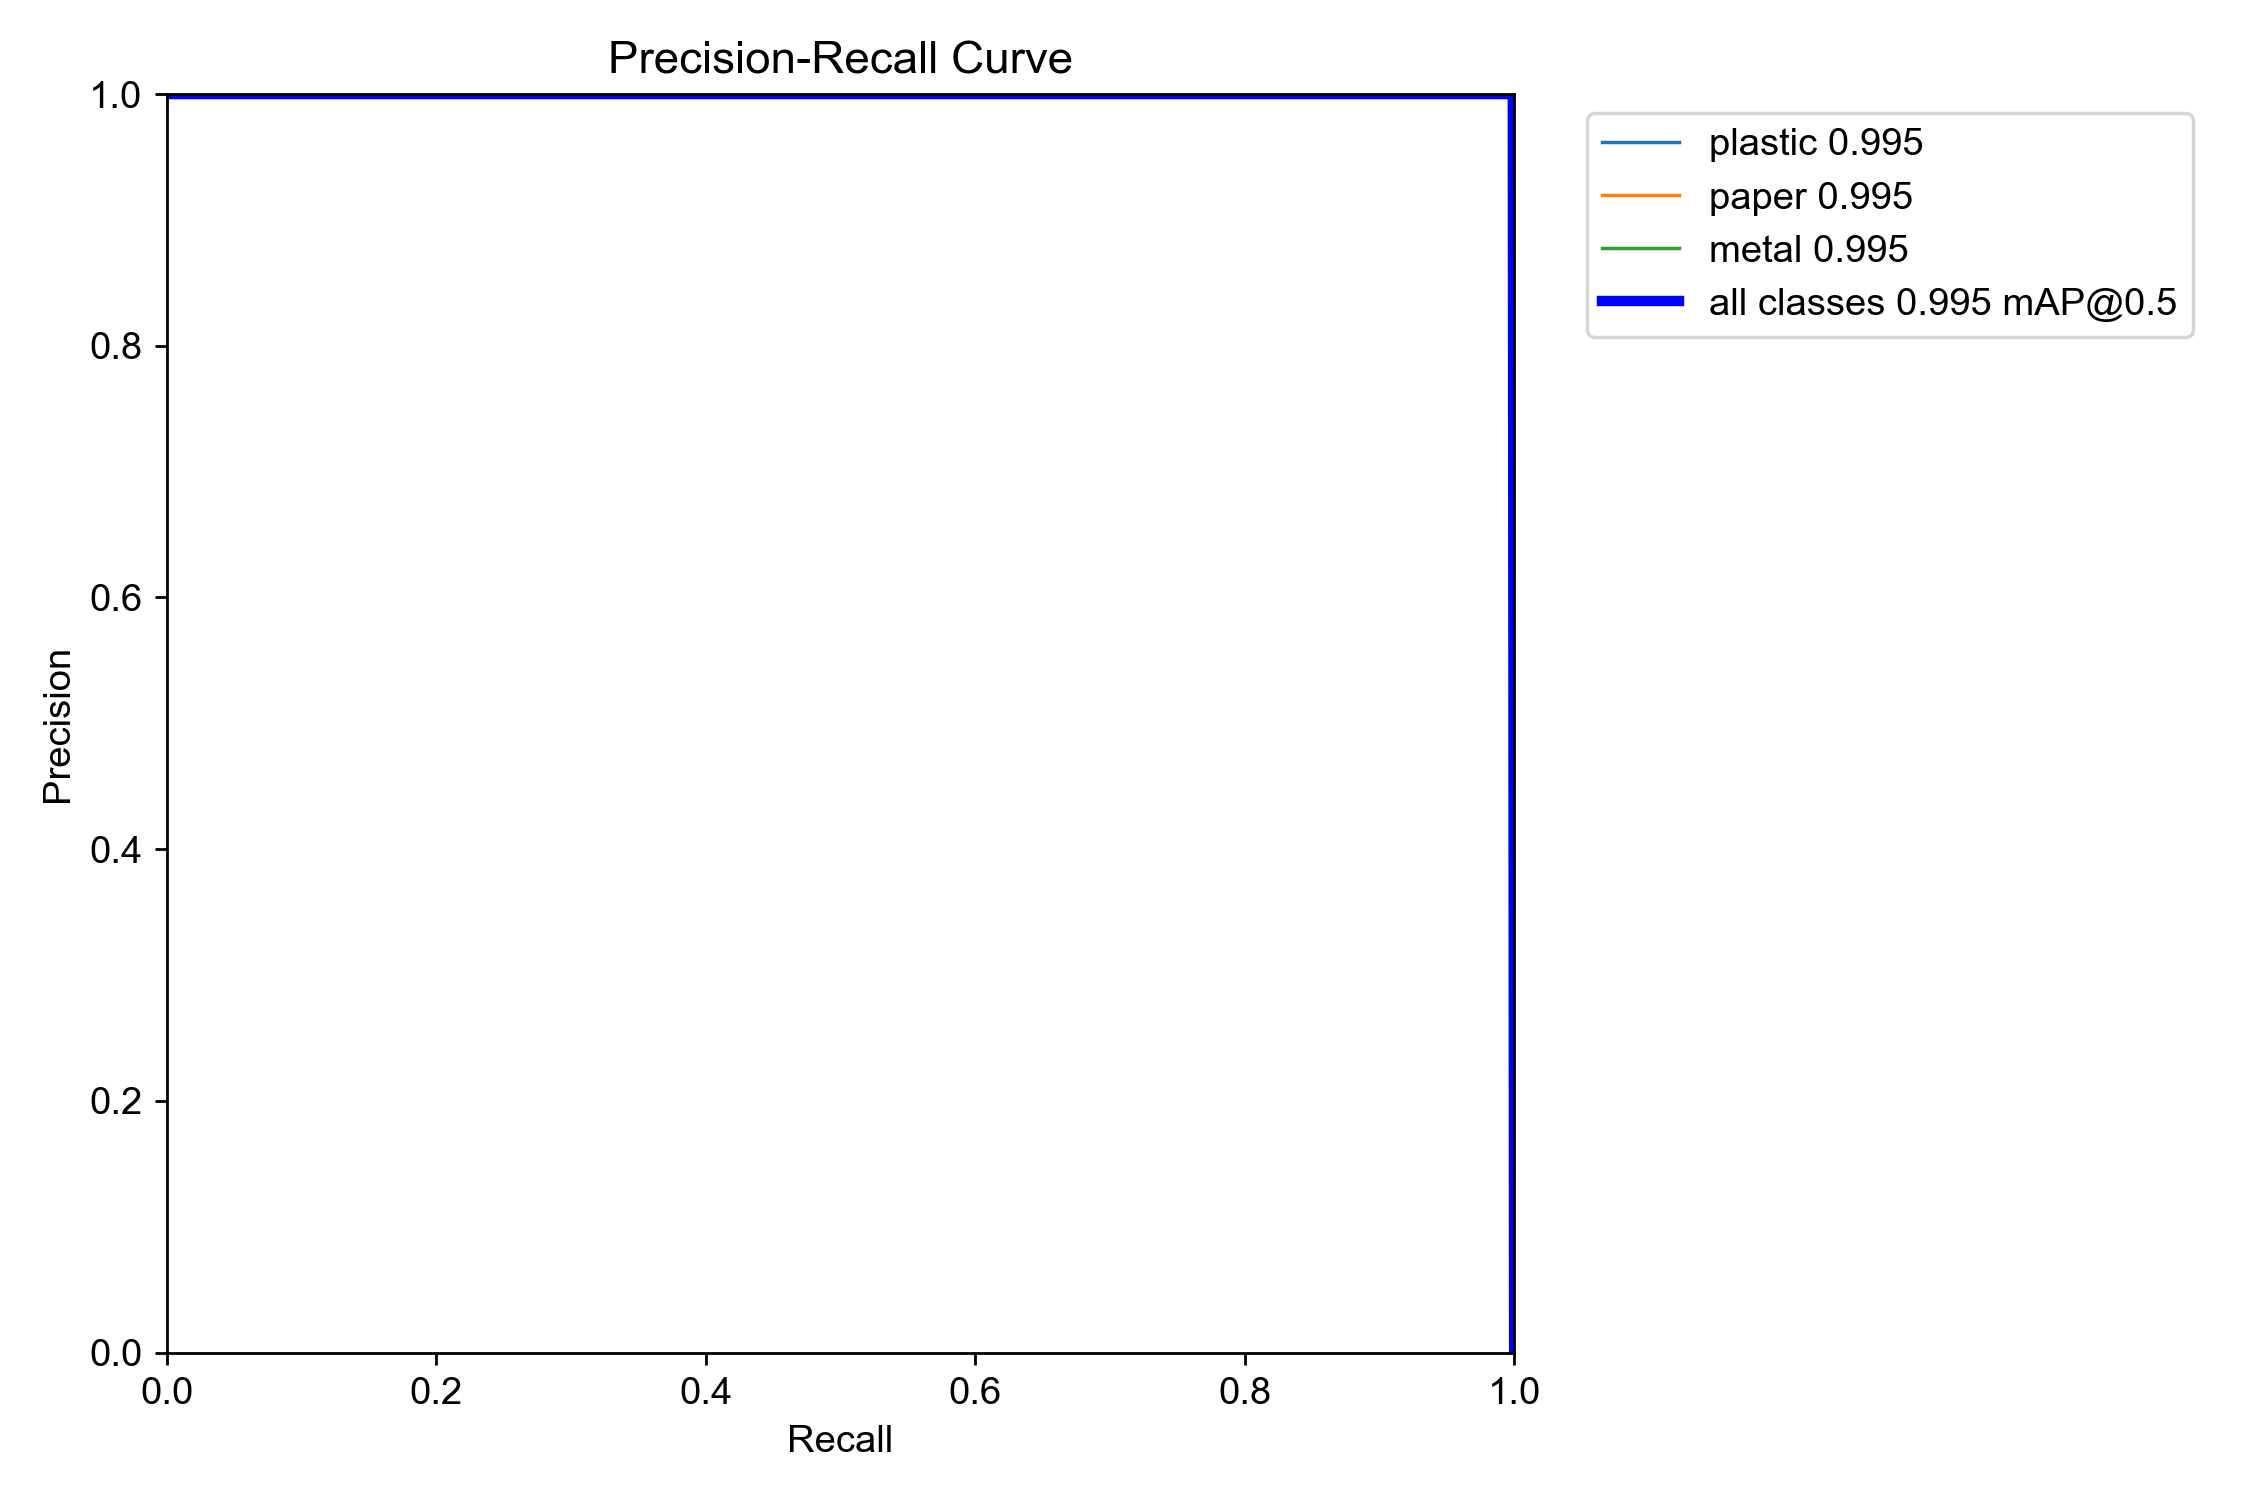 Precision-Recall Curve
1.0
0.8
0.6
0.4
0.2
0.0
Precision
0.0 0.2 0.4 0.6 0.8 1.0
Recall
plastic 0.995
paper 0.995
metal 0.995
all classes 0.995 mAP@0.5